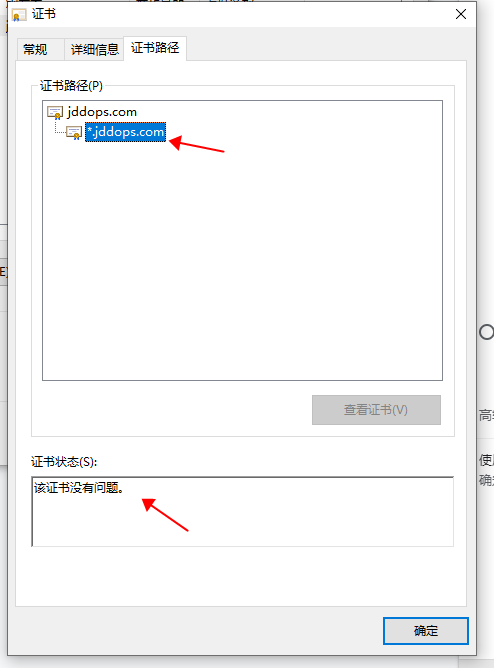 证书
常规
详细信息
证书路径
证书路径(P)
jddops.com
*.jddops.com
查看证书(V)
证书状态(S):
该证书没有问题。
确定